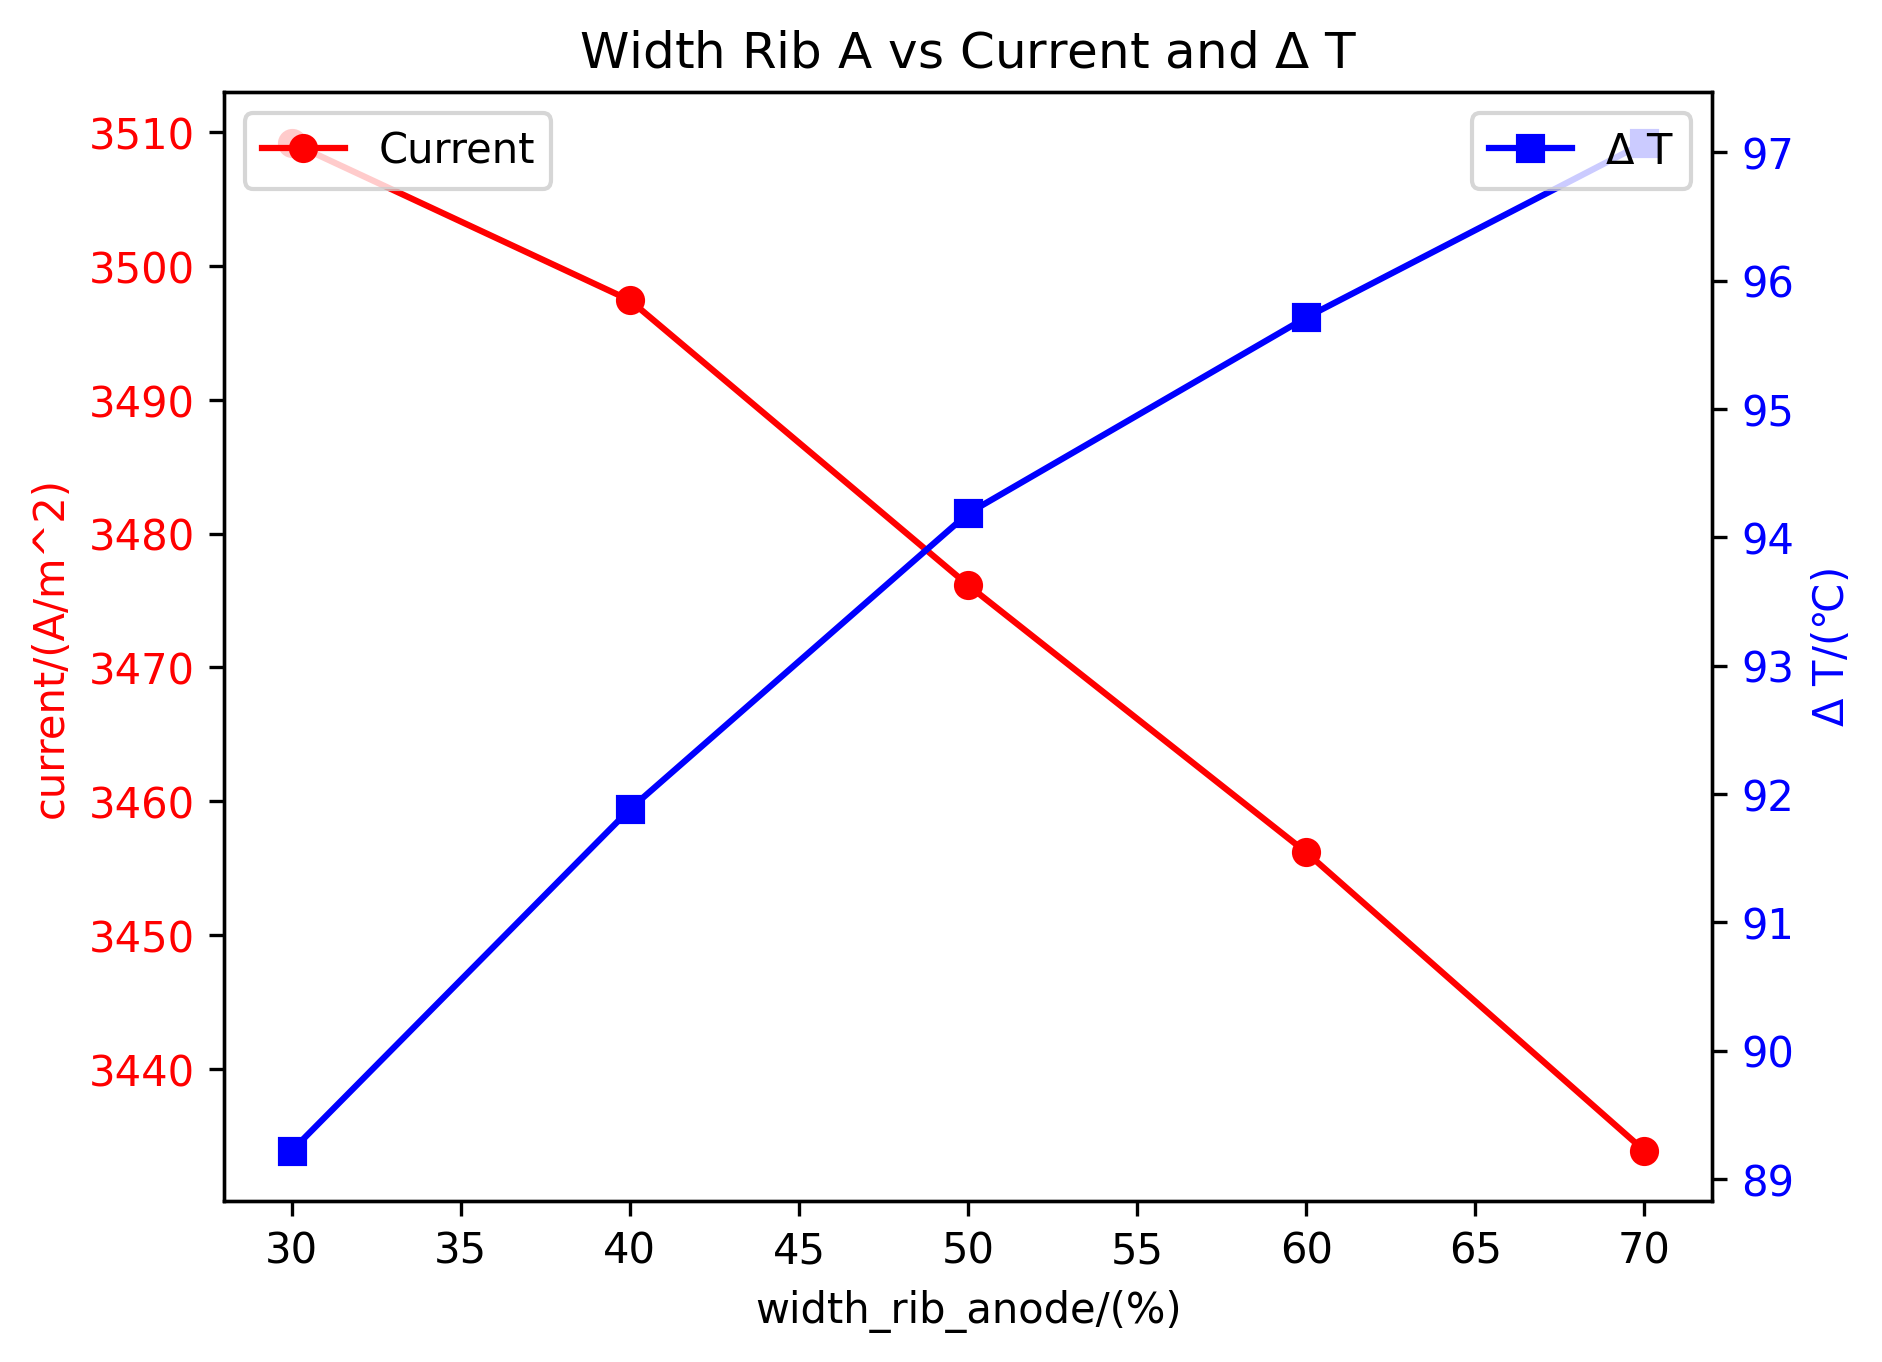 Width Rib A vs Current and Δ T
Current
Δ T
3510
3500
3490
3480
3470
3460
3450
3440
current/(A/m^2)
97
96
95
94
93
92
91
90
89
Δ T/(℃)
30 35 40 45 50 55 60 65 70
width_rib_anode/(%)